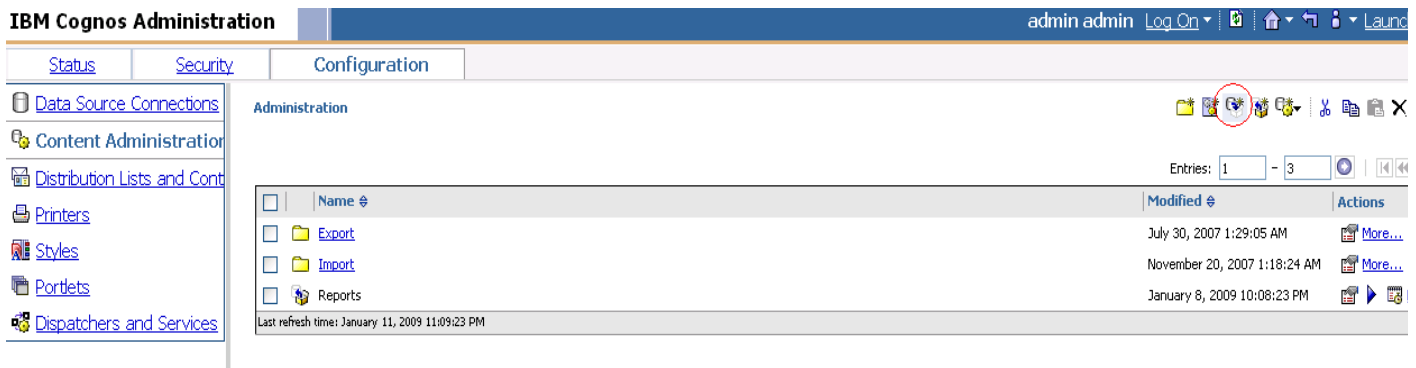 IBM Cognos Administration
admin admin Log On Launc
Status Security Configuration
Data Source Connections
Content Administration
Distribution Lists and Cont
Printers
Styles
Portlets
Dispatchers and Services
Administration
Entries: 1 - 3
Name Modified Actions
Export July 30, 2007 1:29:05 AM More...
Import November 20, 2007 1:18:24 AM More...
Reports January 8, 2009 10:08:23 PM
Last refresh time: January 11, 2009 11:09:23 PM